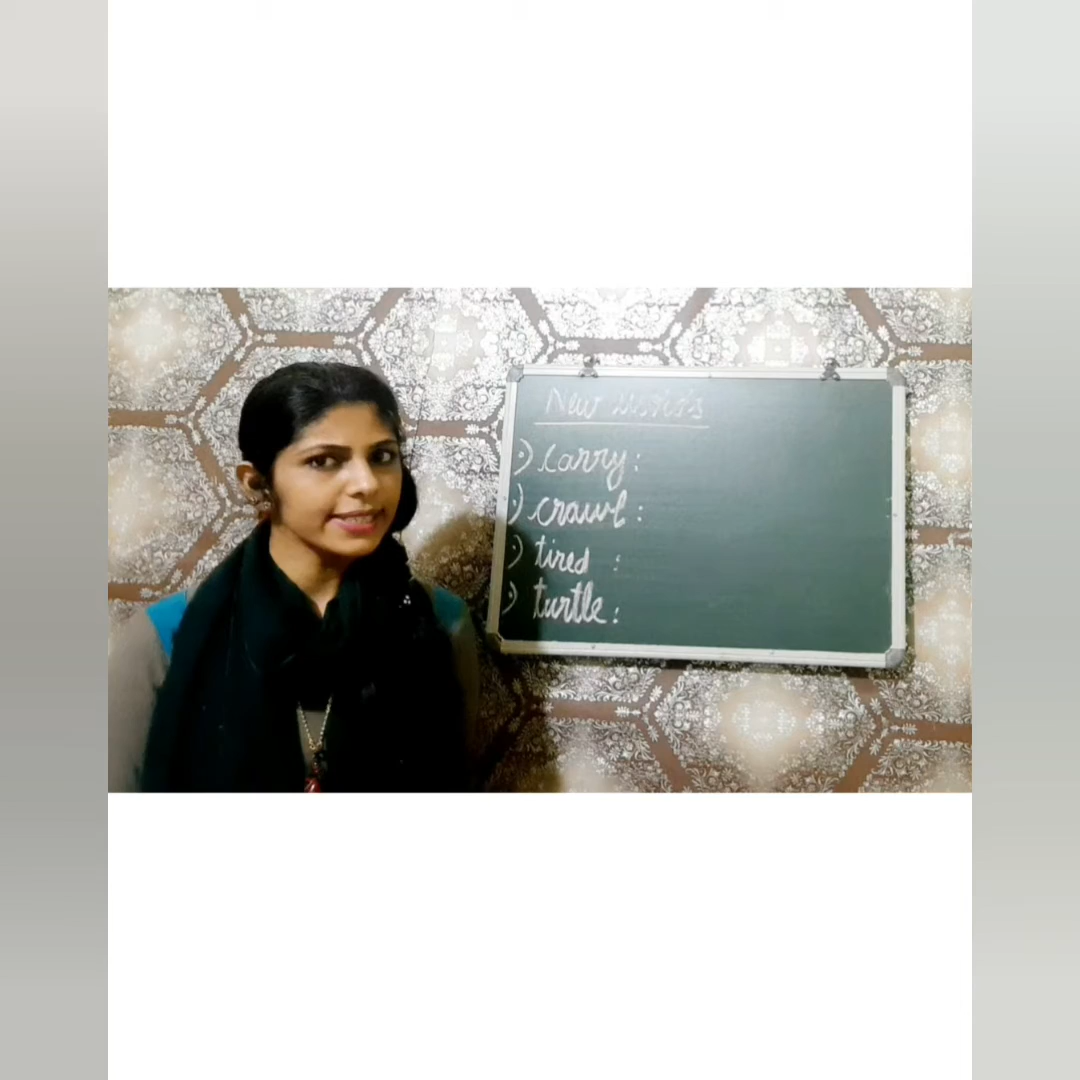 New Words
•) carry :
•) crawl :
•) tired :
•) turtle :